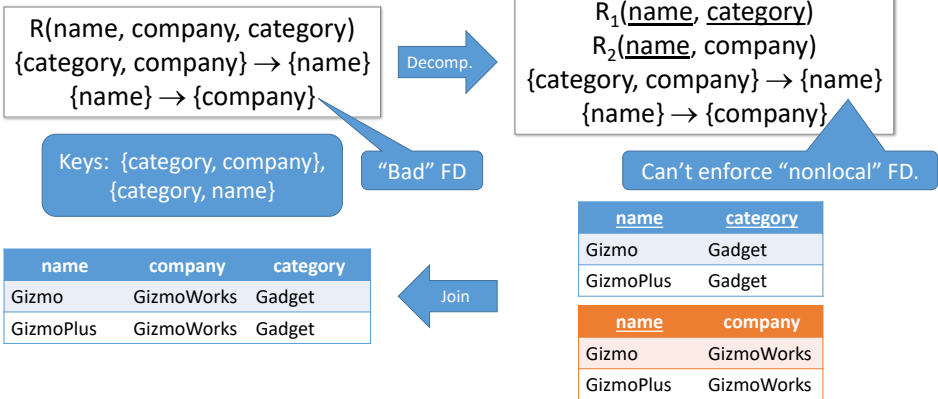 R(name, company, category)
{category, company} → {name}
{name} → {company}
Decomp.
R₁(name, category)
R₂(name, company)
{category, company} → {name}
{name} → {company}
Keys: {category, company},
{category, name}
“Bad” FD
Can’t enforce “nonlocal” FD.
name category
Gizmo Gadget
GizmoPlus Gadget
name company category
Gizmo GizmoWorks Gadget
GizmoPlus GizmoWorks Gadget
Join
name company
Gizmo GizmoWorks
GizmoPlus GizmoWorks